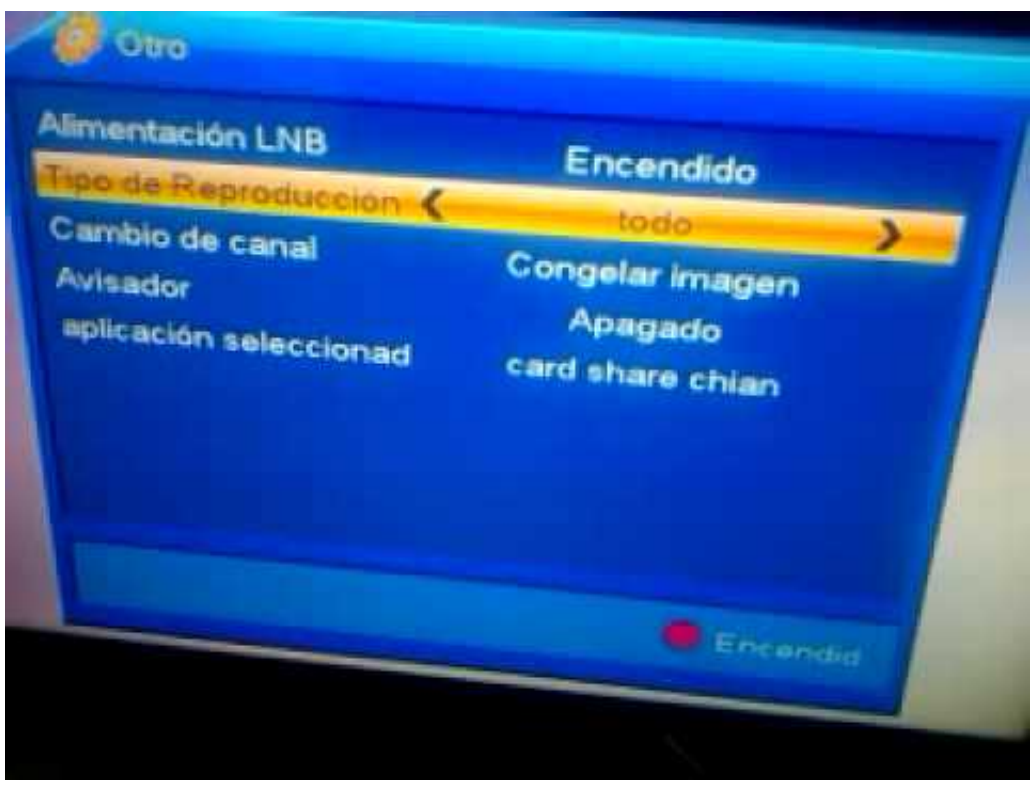 Otro
Alimentación LNB Encendido
Tipo de Reproducción todo
Cambio de canal Congelar imagen
Avisador Apagado
aplicación seleccionad card share chian
Encendid